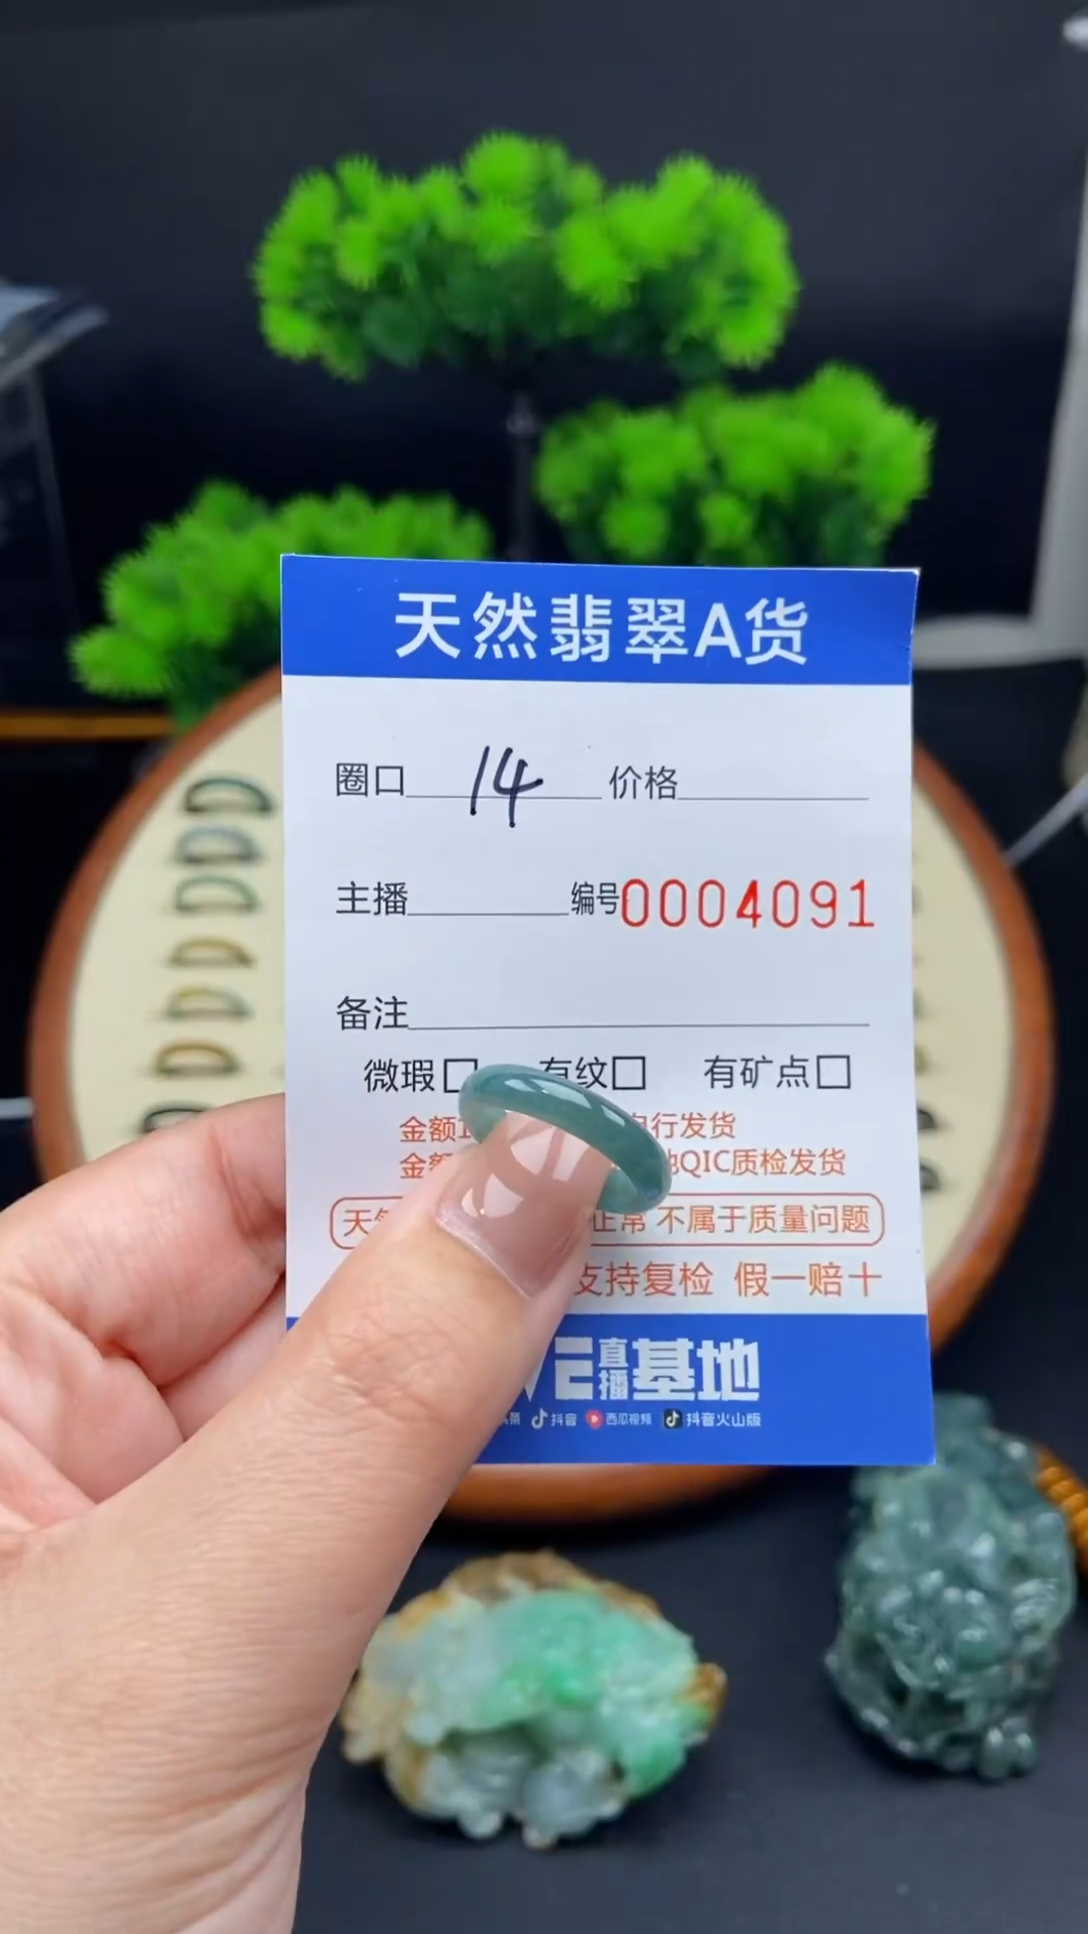 天然翡翠A货
圈口 14 价格
主播 编号0004091
备注
微瑕□ 有纹□ 有矿点□
金额 自行发货
QIC质检发货
正常 不属于质量问题
支持复检 假一赔十
直播基地
抖音 西瓜视频 抖音火山版